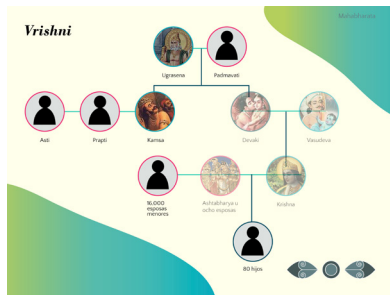 Vrishni
Mahabharata
Ugrasena
Padmavati
Asti
Prapti
Kamsa
Devaki
Vasudeva
16,000
esposas
menores
Ashtabharya u
ocho esposas
Krishna
80 hijos